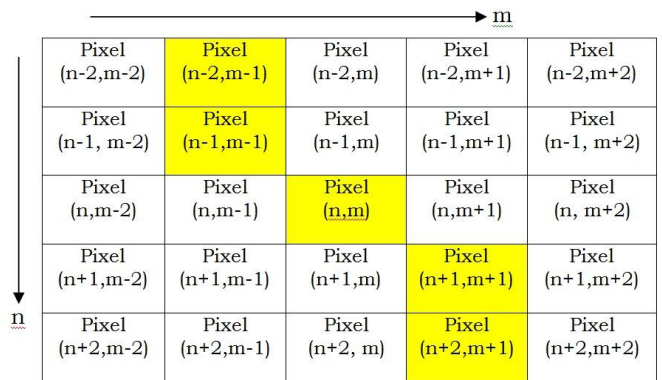 m
Pixel Pixel Pixel Pixel Pixel
(n-2,m-2) (n-2,m-1) (n-2,m) (n-2,m+1) (n-2,m+2)
Pixel Pixel Pixel Pixel Pixel
(n-1, m-2) (n-1,m-1) (n-1,m) (n-1,m+1) (n-1, m+2)
Pixel Pixel Pixel Pixel Pixel
(n,m-2) (n,m-1) (n,m) (n,m+1) (n, m+2)
Pixel Pixel Pixel Pixel Pixel
(n+1,m-2) (n+1,m-1) (n+1,m) (n+1,m+1) (n+1,m+2)
n
Pixel Pixel Pixel Pixel Pixel
(n+2,m-2) (n+2,m-1) (n+2, m) (n+2,m+1) (n+2,m+2)